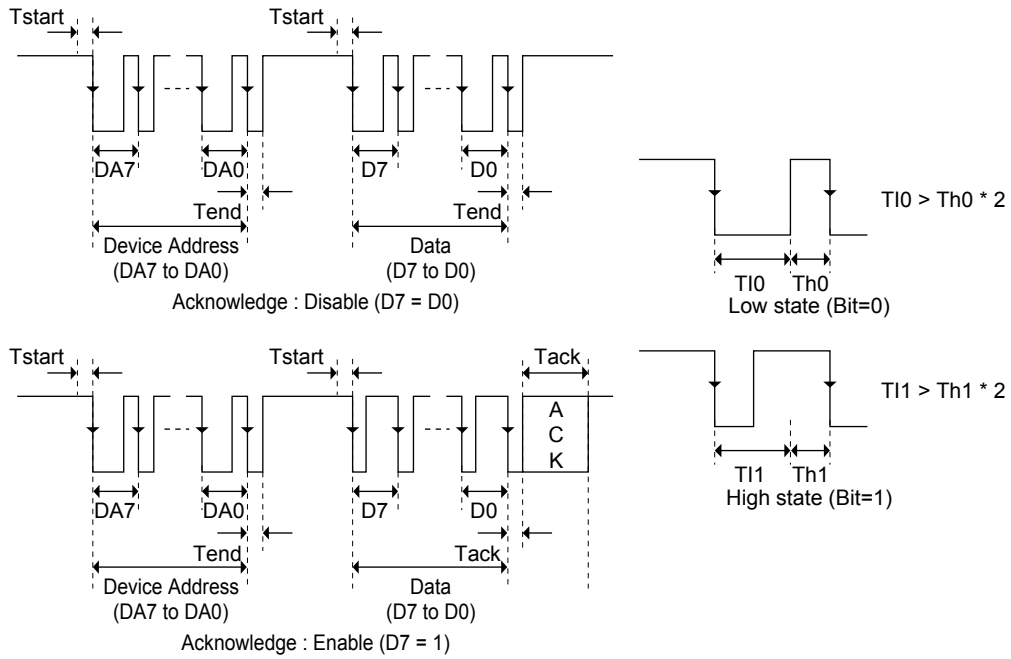 Tstart Tstart
DA7 DA0 D7 D0
Tend Tend
Device Address Data
(DA7 to DA0) (D7 to D0)
Acknowledge : Disable (D7 = D0)
TI0 > Th0 * 2
TI0 Th0
Low state (Bit=0)
Tstart Tstart Tack
A
C
K
DA7 DA0 D7 D0
Tend Tack
Device Address Data
(DA7 to DA0) (D7 to D0)
Acknowledge : Enable (D7 = 1)
TI1 > Th1 * 2
TI1 Th1
High state (Bit=1)